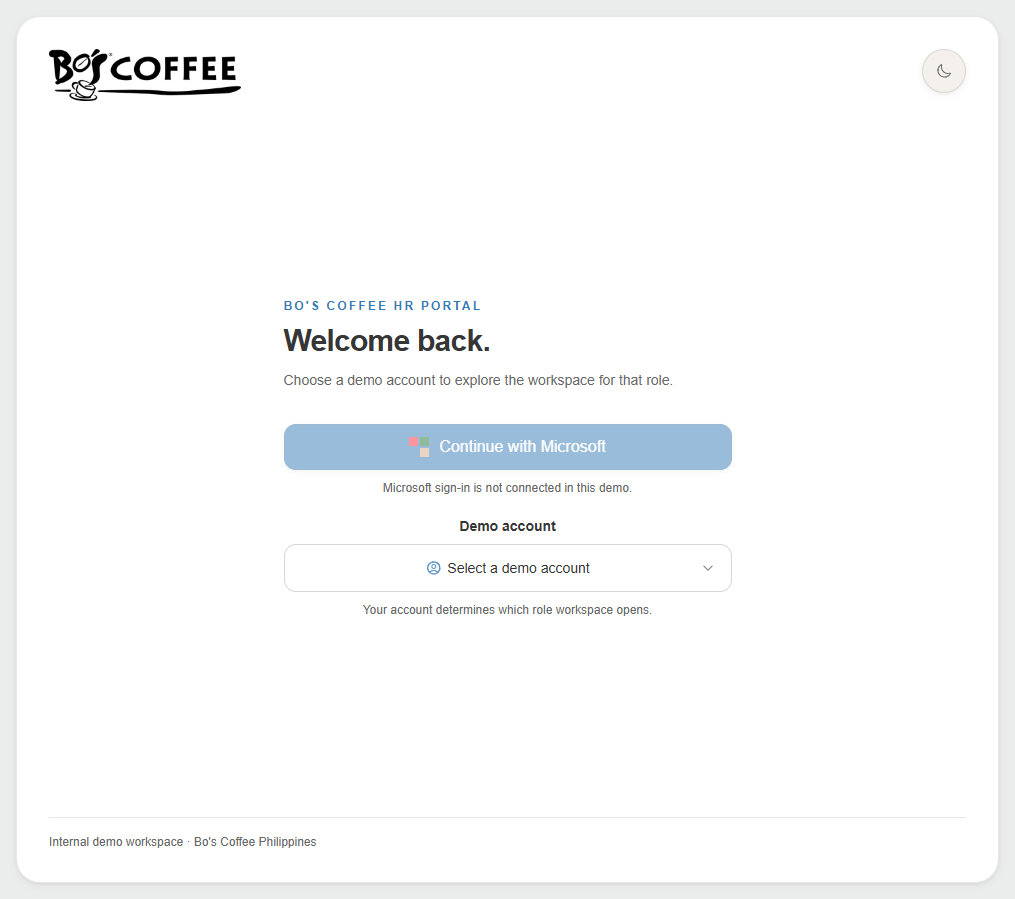 Bo's COFFEE
BO'S COFFEE HR PORTAL
Welcome back.
Choose a demo account to explore the workspace for that role.
Continue with Microsoft
Microsoft sign-in is not connected in this demo.
Demo account
Select a demo account
Your account determines which role workspace opens.
Internal demo workspace · Bo's Coffee Philippines